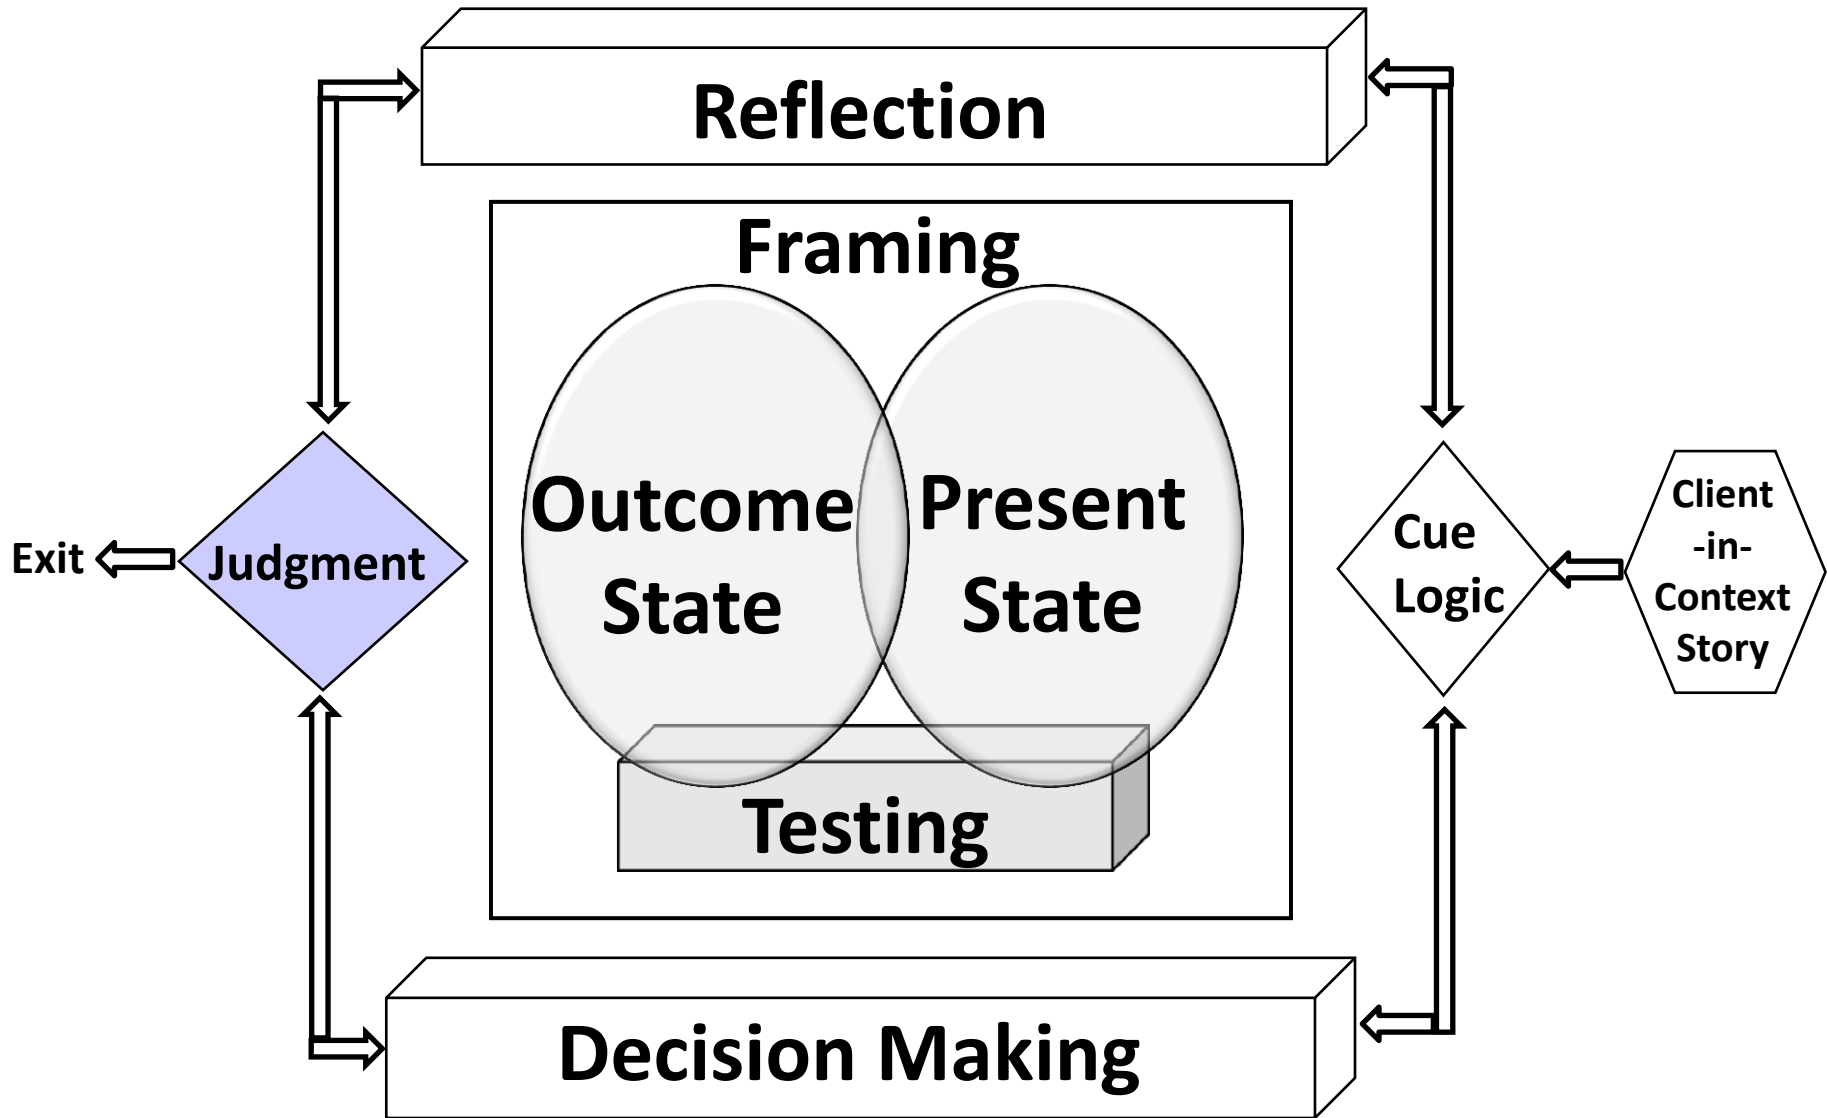 Reflection
Framing
Outcome
State
Present
State
Testing
Exit
Judgment
Cue
Logic
Client
-in-
Context
Story
Decision Making